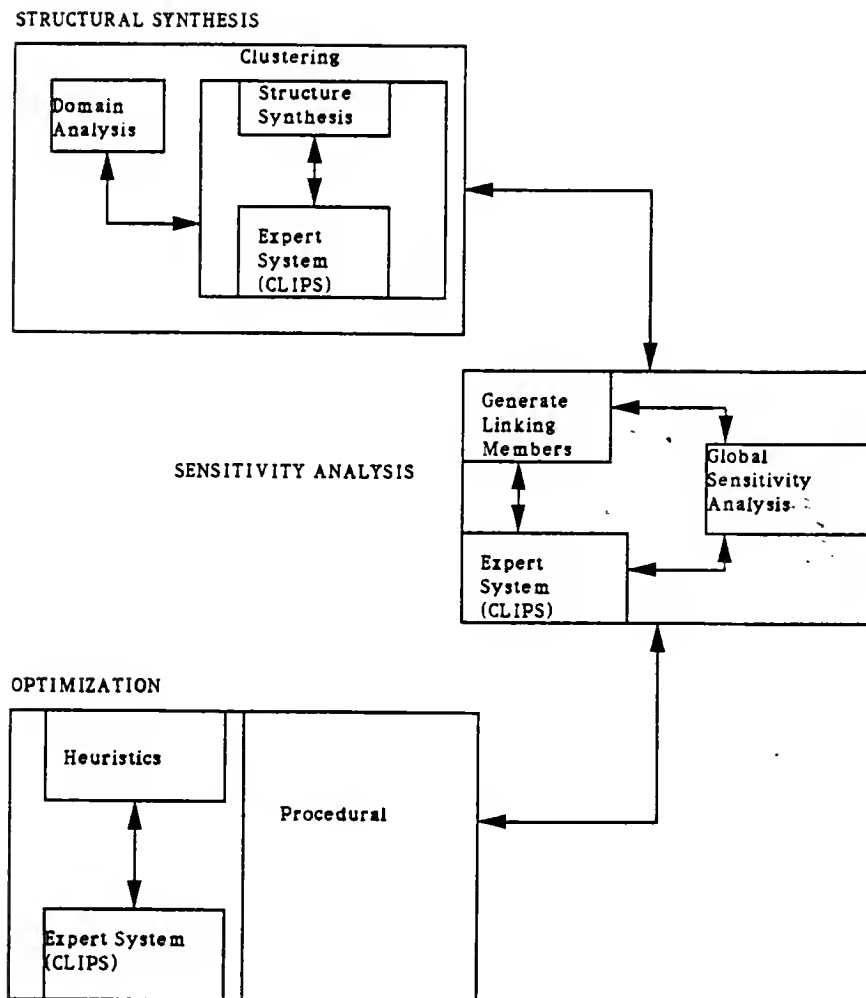 STRUCTURAL SYNTHESIS
Clustering
Domain
Analysis
Structure
Synthesis
Expert
System
(CLIPS)
SENSITIVITY ANALYSIS
Generate
Linking
Members
Global
Sensitivity
Analysis
Expert
System
(CLIPS)
OPTIMIZATION
Heuristics
Procedural
Expert System
(CLIPS)